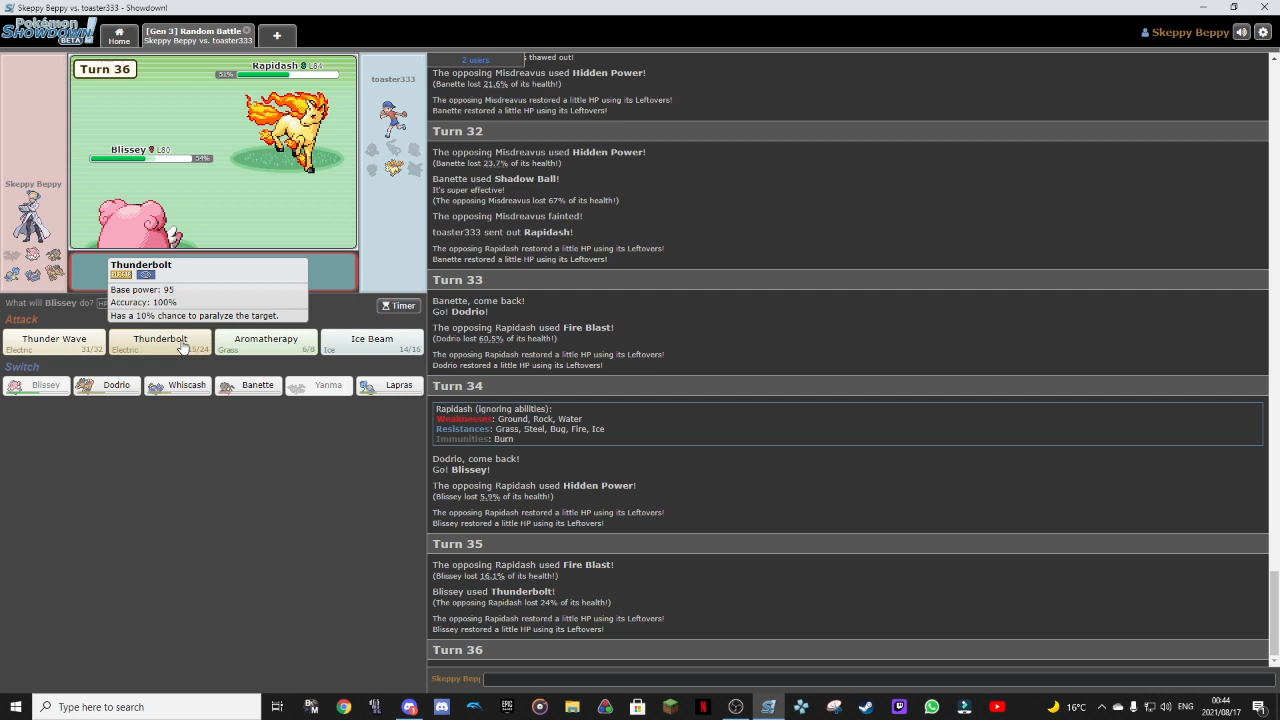 Skeppy Beppy vs. toaster333 - Showdown!
Pokémon
SHOWDOWN!
BETA
Home
[Gen 3] Random Battle
Skeppy Beppy vs. toaster333
+
Skeppy Beppy
Turn 36
Rapidash L84
51%
Blissey L80
54%
Skeppy Beppy
toaster333
Thunderbolt
Base power: 95
Accuracy: 100%
Has a 10% chance to paralyze the target.
What will Blissey do?
Timer
Attack
Thunder Wave
Electric 31/32
Thunderbolt
Electric 15/24
Aromatherapy
Grass 6/8
Ice Beam
Ice 14/16
Switch
Blissey
Dodrio
Whiscash
Banette
Yanma
Lapras
2 users
s thawed out!
The opposing Misdreavus used Hidden Power!
(Banette lost 21.6% of its health!)
The opposing Misdreavus restored a little HP using its Leftovers!
Banette restored a little HP using its Leftovers!
Turn 32
The opposing Misdreavus used Hidden Power!
(Banette lost 23.7% of its health!)
Banette used Shadow Ball!
It's super effective!
(The opposing Misdreavus lost 67% of its health!)
The opposing Misdreavus fainted!
toaster333 sent out Rapidash!
The opposing Rapidash restored a little HP using its Leftovers!
Banette restored a little HP using its Leftovers!
Turn 33
Banette, come back!
Go! Dodrio!
The opposing Rapidash used Fire Blast!
(Dodrio lost 60.5% of its health!)
The opposing Rapidash restored a little HP using its Leftovers!
Dodrio restored a little HP using its Leftovers!
Turn 34
Rapidash (ignoring abilities):
Weaknesses: Ground, Rock, Water
Resistances: Grass, Steel, Bug, Fire, Ice
Immunities: Burn
Dodrio, come back!
Go! Blissey!
The opposing Rapidash used Hidden Power!
(Blissey lost 5.9% of its health!)
The opposing Rapidash restored a little HP using its Leftovers!
Blissey restored a little HP using its Leftovers!
Turn 35
The opposing Rapidash used Fire Blast!
(Blissey lost 16.1% of its health!)
Blissey used Thunderbolt!
(The opposing Rapidash lost 24% of its health!)
The opposing Rapidash restored a little HP using its Leftovers!
Blissey restored a little HP using its Leftovers!
Turn 36
Skeppy Bepp
Type here to search
16°C
ENG
00:44
2021/08/17